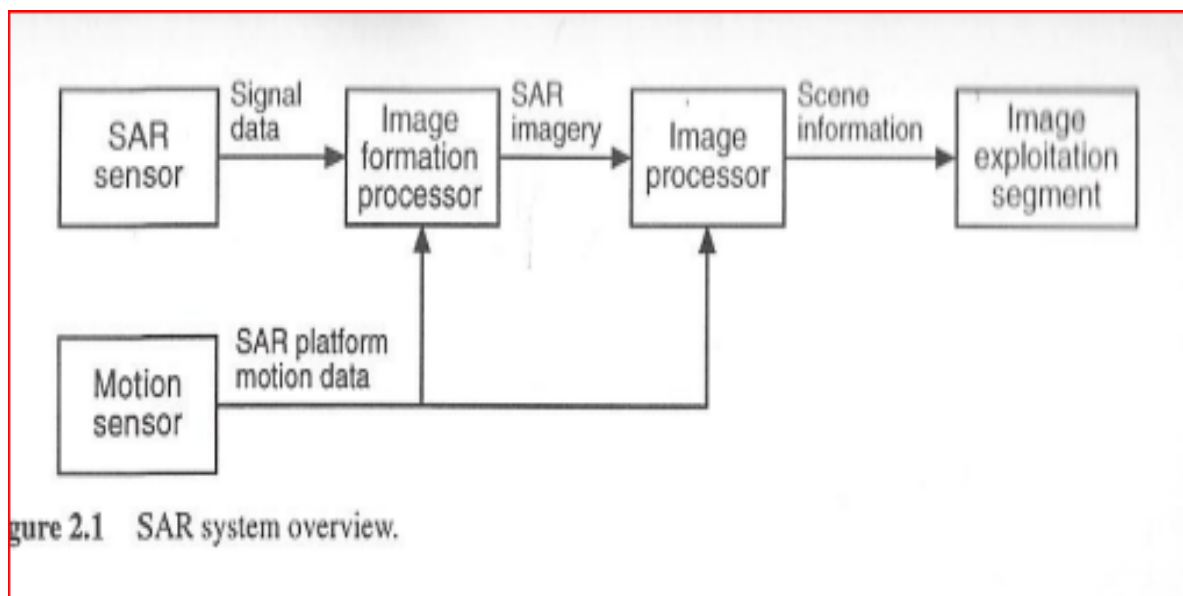 SAR
sensor
Signal
data
Image
formation
processor
SAR
imagery
Image
processor
Scene
information
Image
exploitation
segment
Motion
sensor
SAR platform
motion data
gure 2.1 SAR system overview.